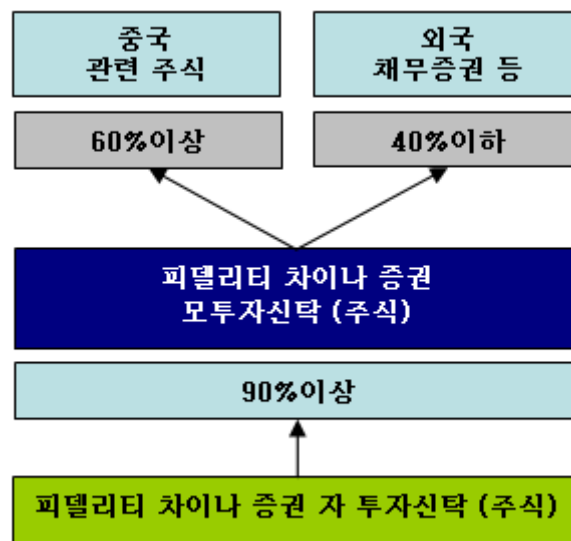 중국
관련 주식
외국
채무증권 등
60%이상
40%이하
피델리티 차이나 증권
모투자신탁 (주식)
90%이상
피델리티 차이나 증권 자 투자신탁 (주식)